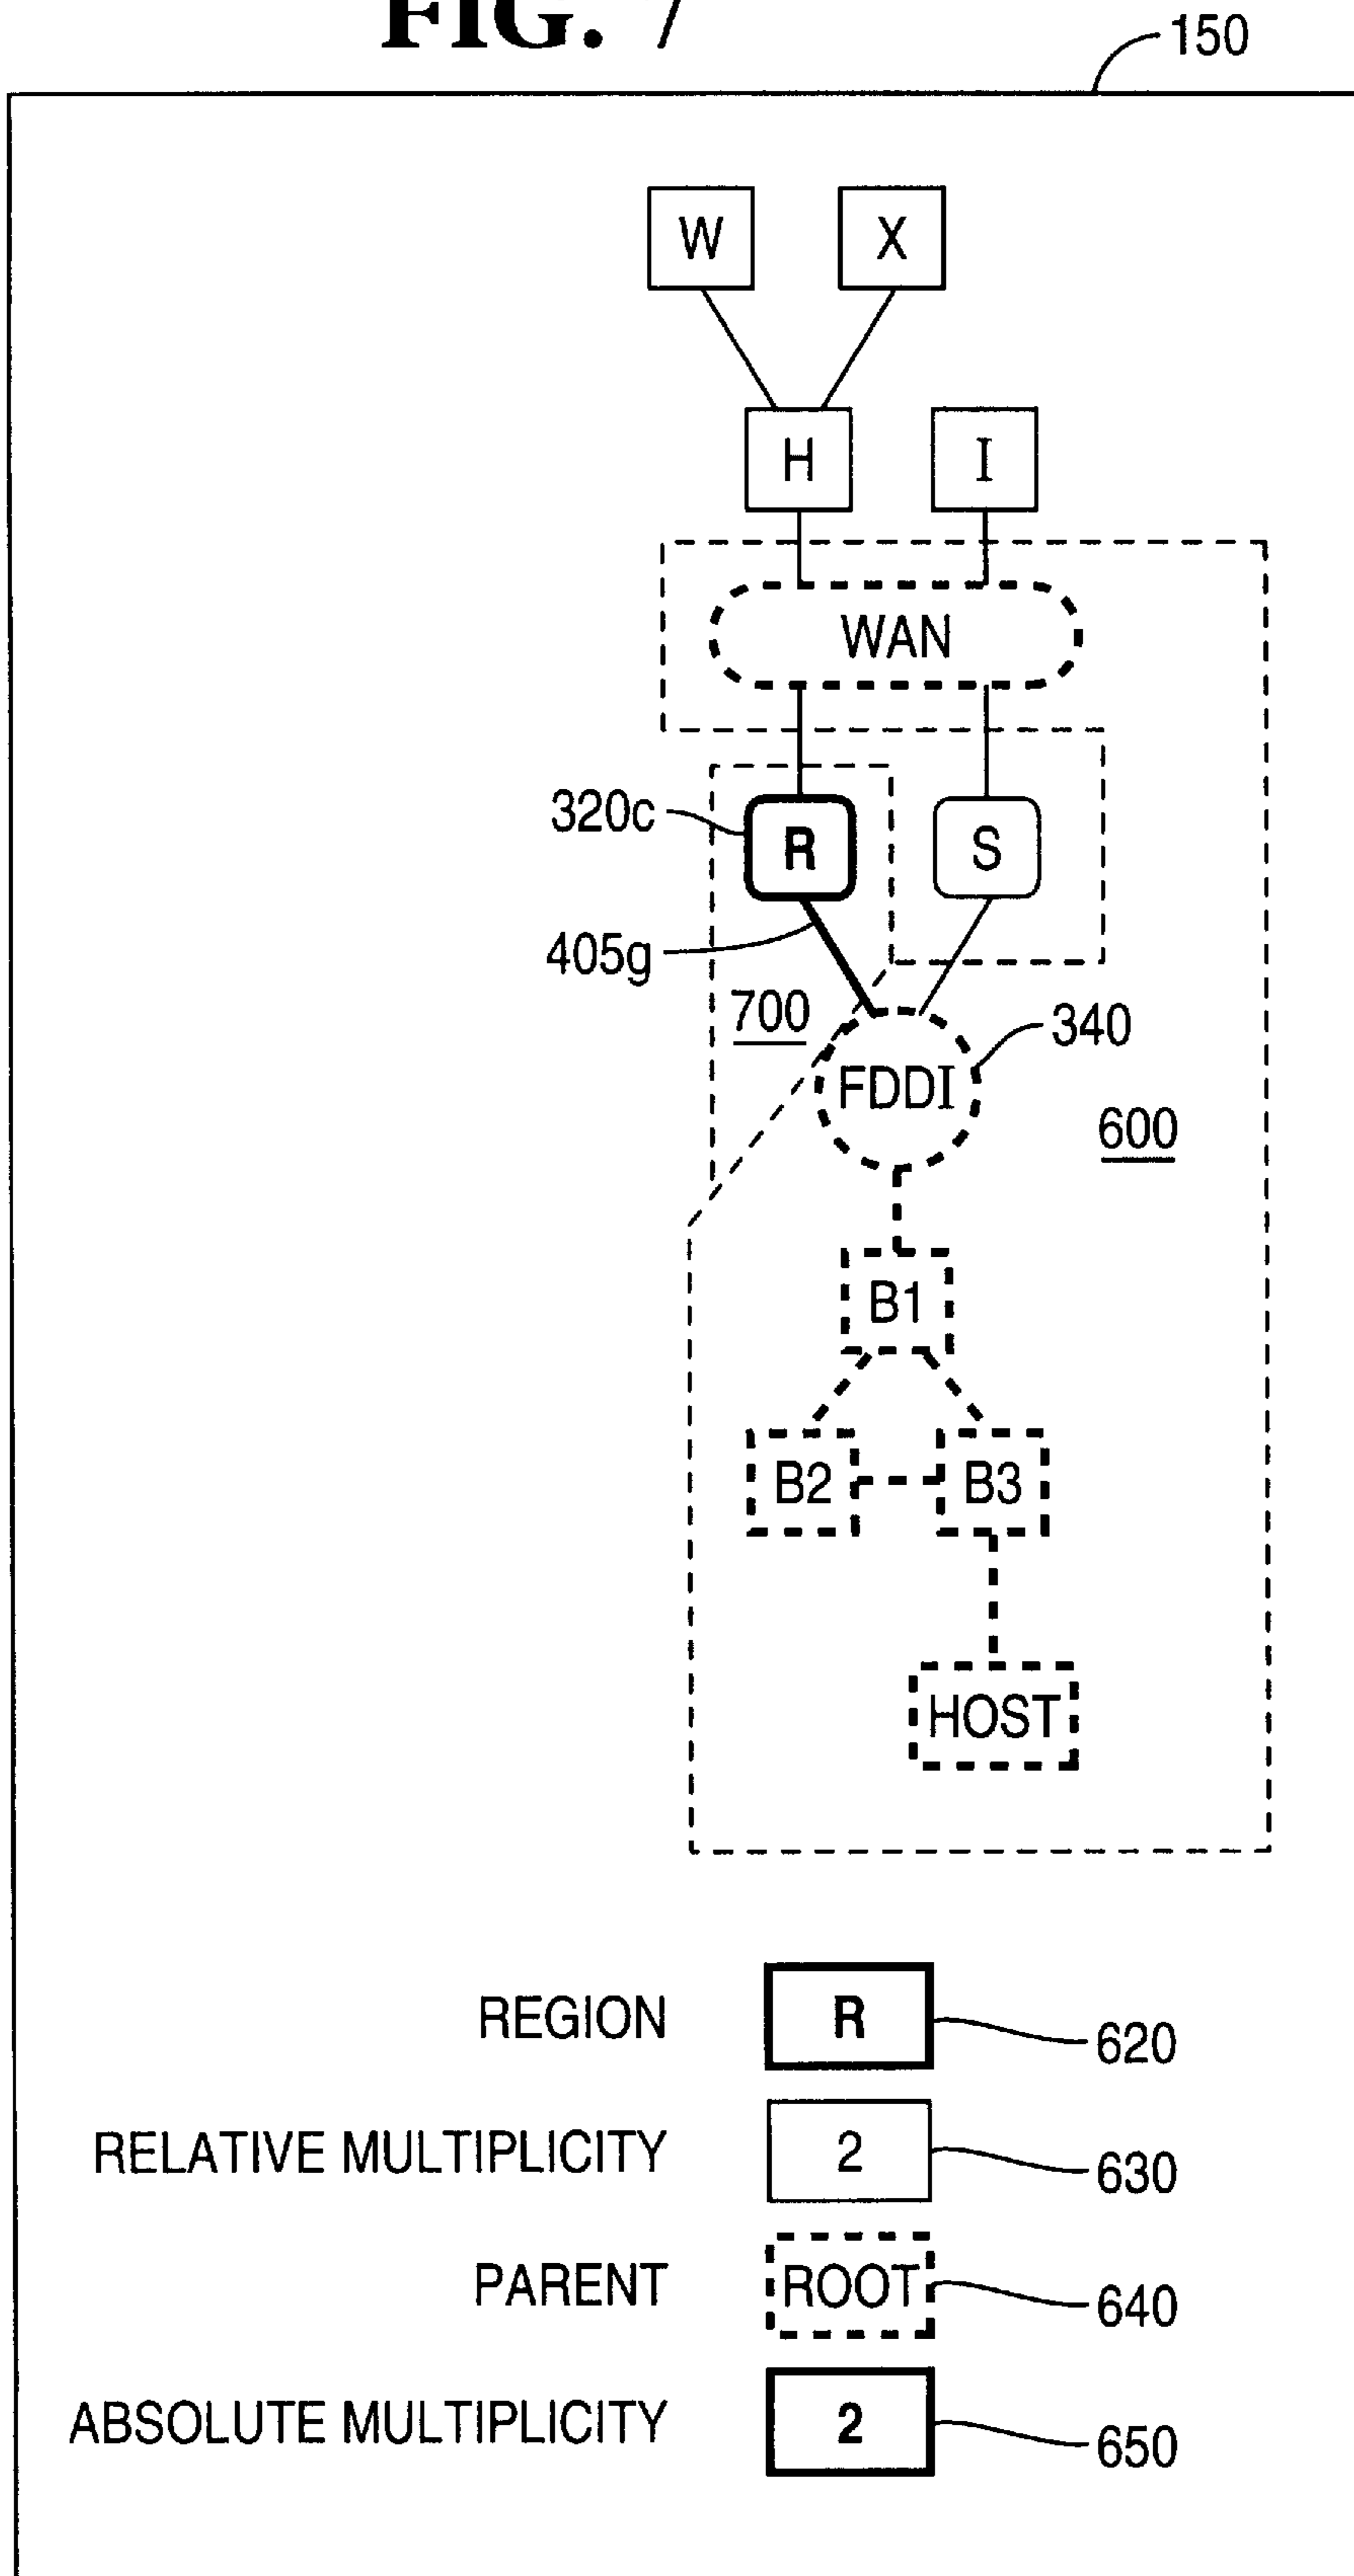 FIG. 7
150
W X
H I
WAN
320c R S
405g
700 340
FDDI
600
B1
B2 B3
HOST
REGION R 620
RELATIVE MULTIPLICITY 2 630
PARENT ROOT 640
ABSOLUTE MULTIPLICITY 2 650